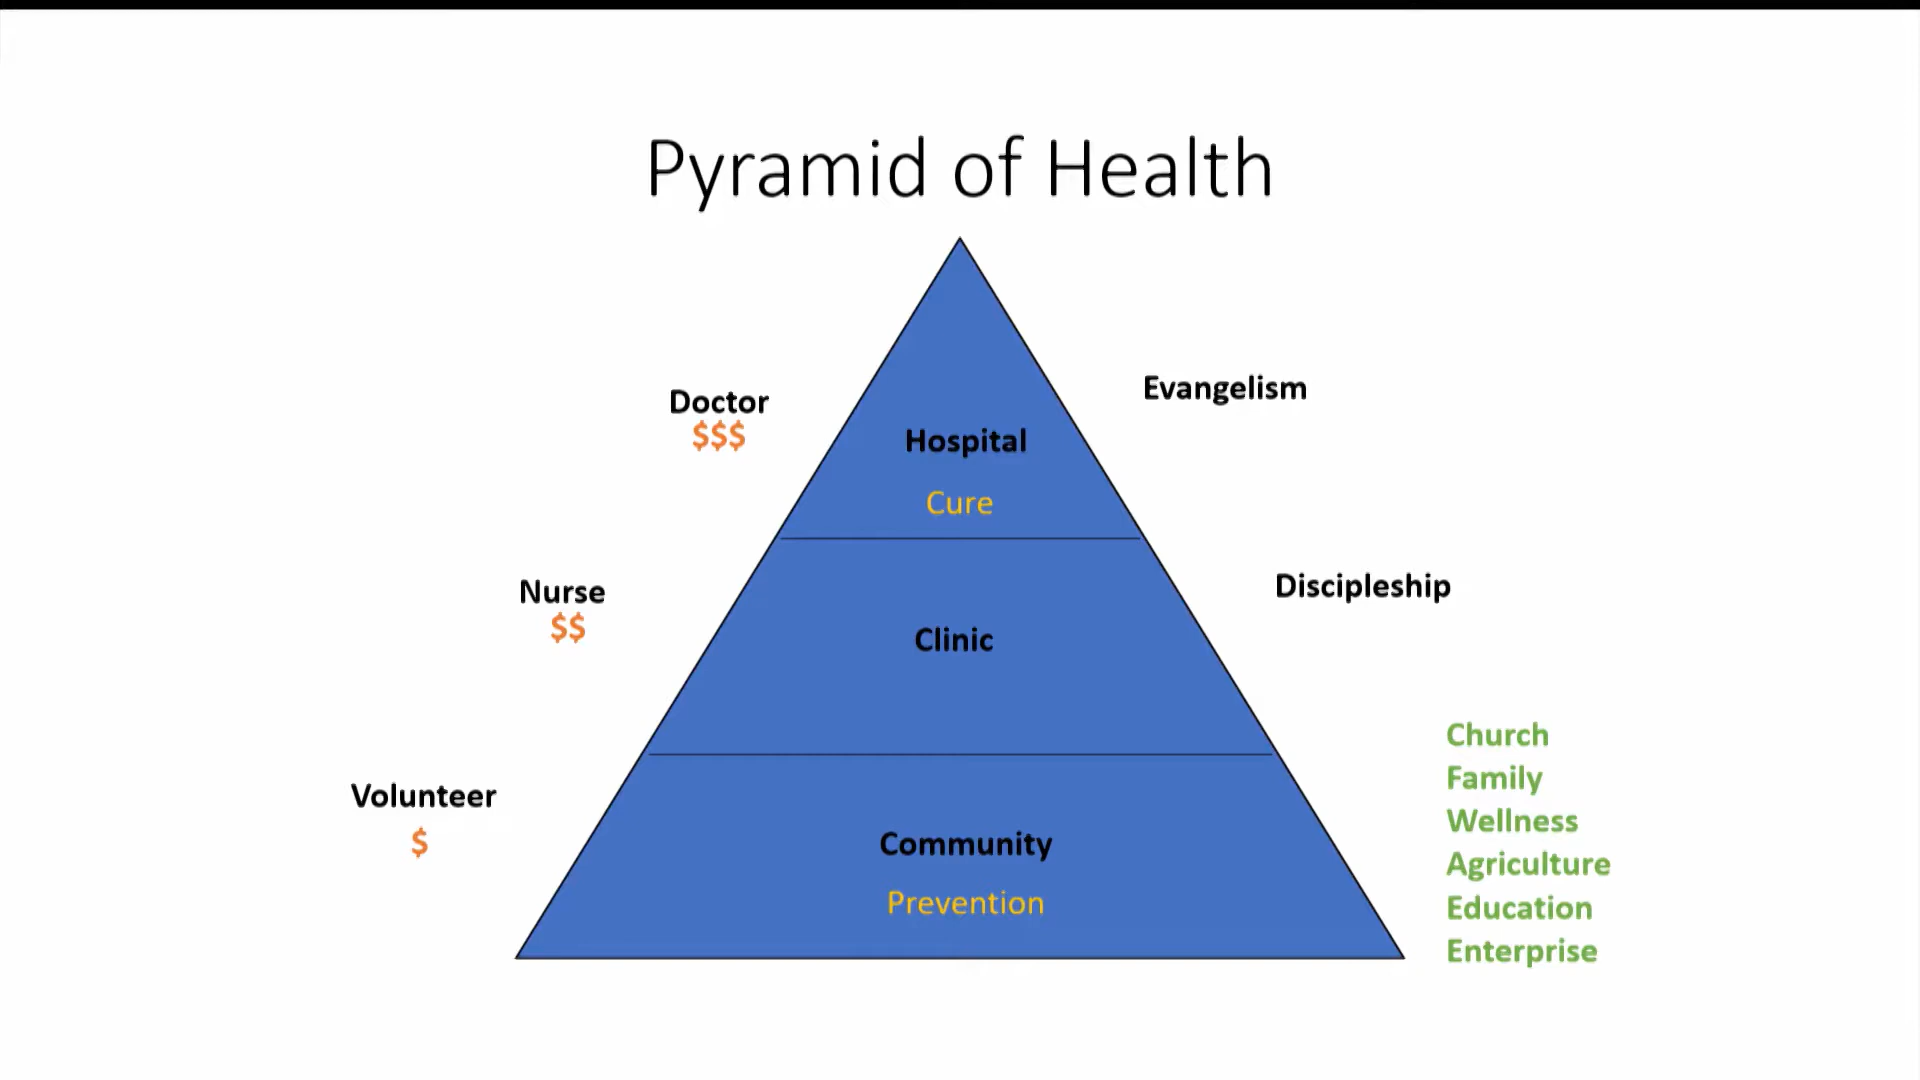 Pyramid of Health
Doctor
$$$
Evangelism
Hospital
Cure
Nurse
$$
Discipleship
Clinic
Volunteer
$
Community
Prevention
Church
Family
Wellness
Agriculture
Education
Enterprise